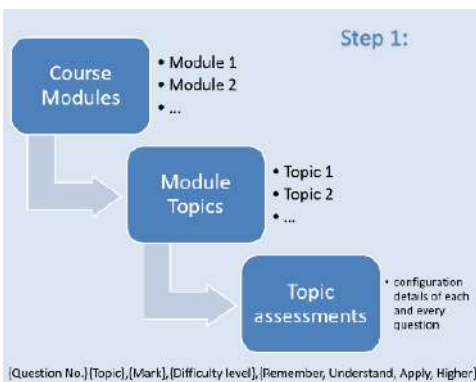 Step 1:
Course
Modules
• Module 1
• Module 2
• ...
Module
Topics
• Topic 1
• Topic 2
• ...
Topic
assessments
• configuration
details of each
and every
question
{Question No.}{Topic},{Mark},{Difficulty level},{Remember, Understand, Apply, Higher}